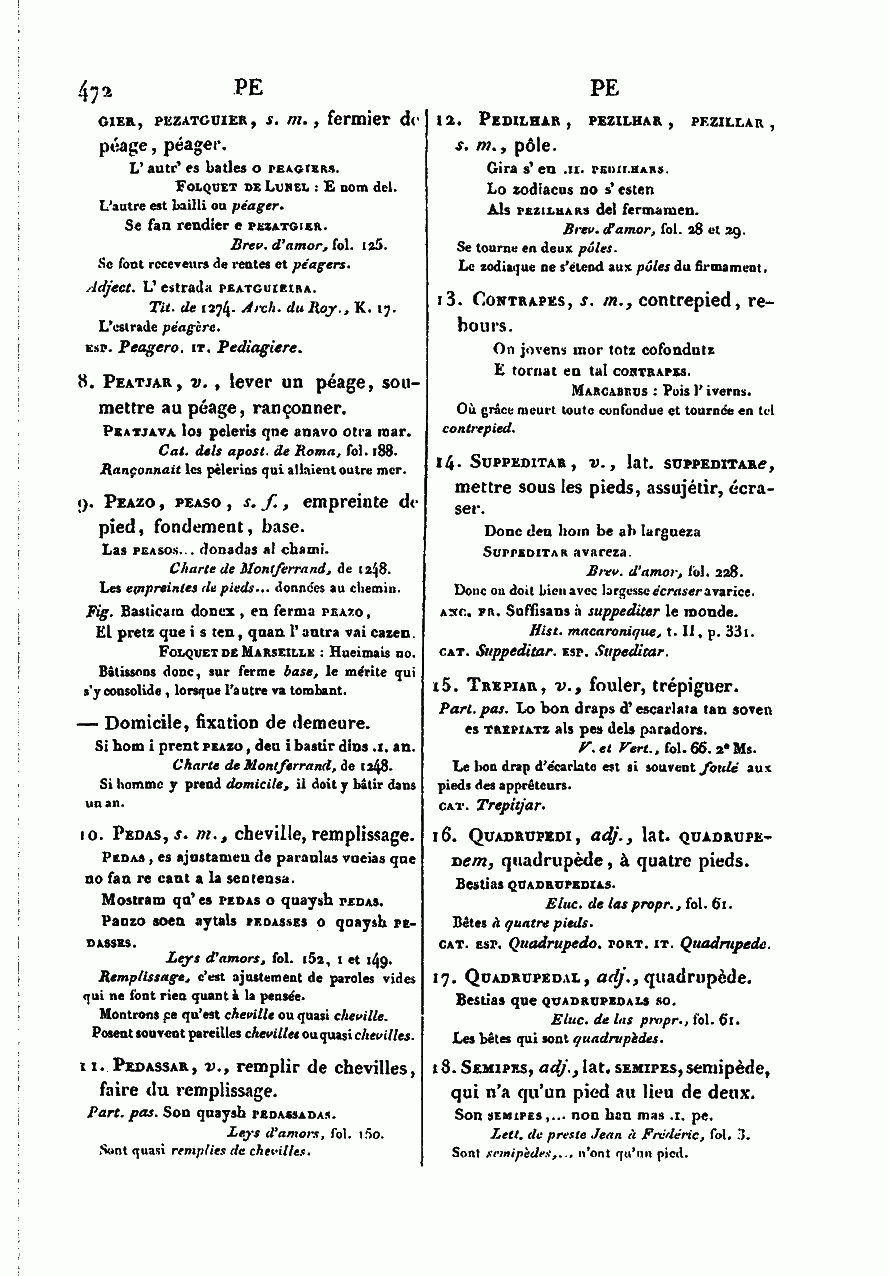 472 PE PE
GIER, PEZATGUIER, s. m., fermier de
péage, péager.
L'autr' es batles o PEAGIERS.
FOLQUET DE LUNEL : E nom del.
L'autre est bailli ou péager.
Se fan rendier e PEZATGIER.
Brev. d'amor, fol. 125.
Se font receveurs de rentes et péagers.
Adject. L' estrada PEATGUIEIRA.
Tit. de 1274. Arch. du Roy., K. 17.
L'estrade péagère.
ESP. Peagero. IT. Pediagiere.
8. PEATJAR, v., lever un péage, sou-
mettre au péage, rançonner.
PEATJAVA los peleris que anavo otra mar.
Cat. dels apost. de Roma, fol. 188.
Rançonnait les pèlerins qui allaient outre mer.
9. PEAZO, PEASO, s. f., empreinte de
pied, fondement, base.
Las PEASOS... donadas al chami.
Charte de Montferrand, de 1248.
Les empreintes de pieds... données au chemin.
Fig. Basticam doncx, en ferma PEAZO,
El pretz que i s ten, quan l'autra vai cazen.
FOLQUET DE MARSEILLE : Hueimais no.
Bâtissons donc, sur ferme base, le mérite qui
s'y consolide, lorsque l'autre va tombant.
— Domicile, fixation de demeure.
Si hom i prent PEAZO, deu i bastir dins .I. an.
Charte de Montferrand, de 1248.
Si homme y prend domicile, il doit y bâtir dans
un an.
10. PEDAS, s. m., cheville, remplissage.
PEDAS, es ajustamen de paraulas vueias que
no fan re cant a la sentensa.
Mostram qu'es PEDAS o quaysh PEDAS.
Pauzo soen aytals PEDASSES o quaysh PE-
DASSES.
Leys d'amors, fol. 152, 1 et 149.
Remplissage, c'est ajustement de paroles vides
qui ne font rien quant à la pensée.
Montrons ce qu'est cheville ou quasi cheville.
Posent souvent pareilles chevilles ou quasi chevilles.
11. PEDASSAR, v., remplir de chevilles,
faire du remplissage.
Part. pas. Son quaysh PEDASSADAS.
Leys d'amors, fol. 150.
Sont quasi remplies de chevilles.
12. PEDILHAR, PEZILHAR, PEZILLAR,
s. m., pôle.
Gira s' en .II. PEDILHARS.
Lo zodiacus no s' esten
Als PEZILHARS del fermamen.
Brev. d'amor, fol. 28 et 29.
Se tourne en deux pôles.
Le zodiaque ne s'étend aux pôles du firmament.
13. CONTRAPES, s. m., contrepied, re-
bours.
On jovens mor totz cofondutz
E tornat en tal CONTRAPES.
MARCABRUS : Puis l'iverns.
Où grâce meurt toute confondue et tournée en tel
contrepied.
14. SUPPEDITAR, v., lat. SUPPEDITARe,
mettre sous les pieds, assujétir, écra-
ser.
Donc deu hom be ab largueza
SUPPEDITAR avareza.
Brev. d'amor, fol. 228.
Donc on doit bien avec largesse écraser avarice.
ANC. FR. Suffisans à suppediter le monde.
Hist. macaronique, t. II, p. 331.
CAT. Suppeditar. ESP. Supeditar.
15. TREPIAR, v., fouler, trépigner.
Part. pas. Lo bon draps d'escarlata tan soven
es TREPIATZ als pes dels paradors.
V. et Vert., fol. 66. 2e Ms.
Le bon drap d'écarlate est si souvent foulé aux
pieds des apprêteurs.
CAT. Trepitjar.
16. QUADRUPEDI, adj., lat. QUADRUPE-
DEm, quadrupède, à quatre pieds.
Bestias QUADRUPEDIAS.
Eluc. de las propr., fol. 61.
Bêtes à quatre pieds.
CAT. ESP. Quadrupedo. PORT. IT. Quadrupede.
17. QUADRUPEDAL, adj., quadrupède.
Bestias que QUADRUPEDALS so.
Eluc. de las propr., fol. 61.
Les bêtes qui sont quadrupèdes.
18. SEMIPES, adj., lat. SEMIPES, semipède,
qui n'a qu'un pied au lieu de deux.
Son SEMIPES,... non han mas .I. pe.
Lett. de preste Jean à Frédéric, fol. 3.
Sont semipèdes,... n'ont qu'un pied.